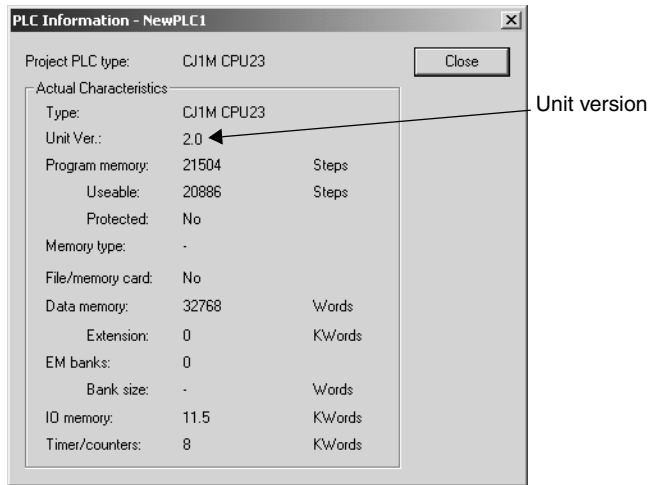 PLC Information - NewPLC1
Project PLC type: CJ1M CPU23 Close
Actual Characteristics
Type: CJ1M CPU23
Unit Ver.: 2.0
Unit version
Program memory: 21504 Steps
Useable: 20886 Steps
Protected: No
Memory type: -
File/memory card: No
Data memory: 32768 Words
Extension: 0 KWords
EM banks: 0
Bank size: - Words
IO memory: 11.5 KWords
Timer/counters: 8 KWords